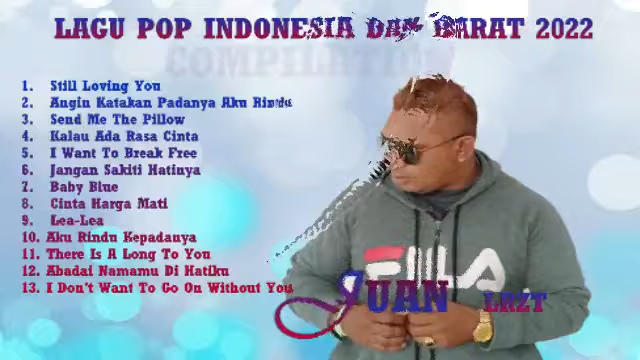 LAGU POP INDONESIA DAN BARAT 2022
COMPILATION
1. Still Loving You
2. Angin Katakan Padanya Aku Rindu
3. Send Me The Pillow
4. Kalau Ada Rasa Cinta
5. I Want To Break Free
6. Jangan Sakiti Hatinya
7. Baby Blue
8. Cinta Harga Mati
9. Lea-Lea
10. Aku Rindu Kepadanya
11. There Is A Long To You
12. Abadai Namamu Di Hatiku
13. I Don't Want To Go On Without You
FILA
JUAN LRZT